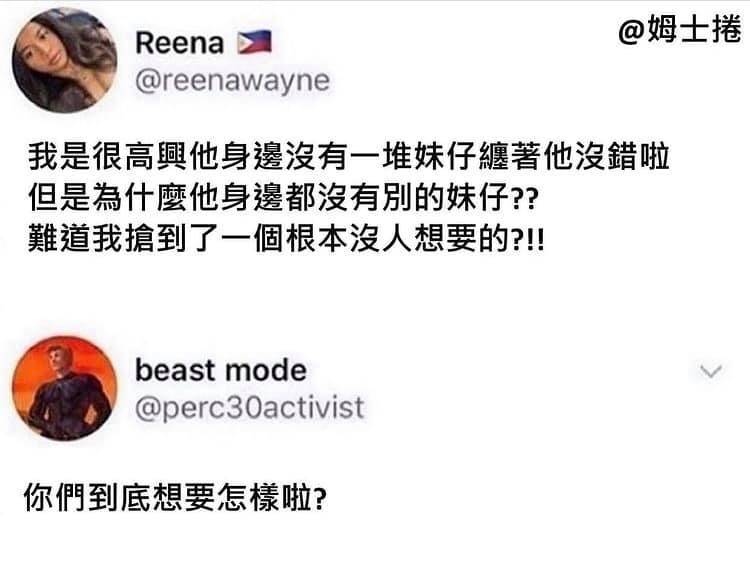 @姆士捲
Reena 🇵🇭
@reenawayne
我是很高興他身邊沒有一堆妹仔纏著他沒錯啦
但是為什麼他身邊都沒有別的妹仔??
難道我搶到了一個根本沒人想要的?!!
beast mode
@perc30activist
你們到底想要怎樣啦?